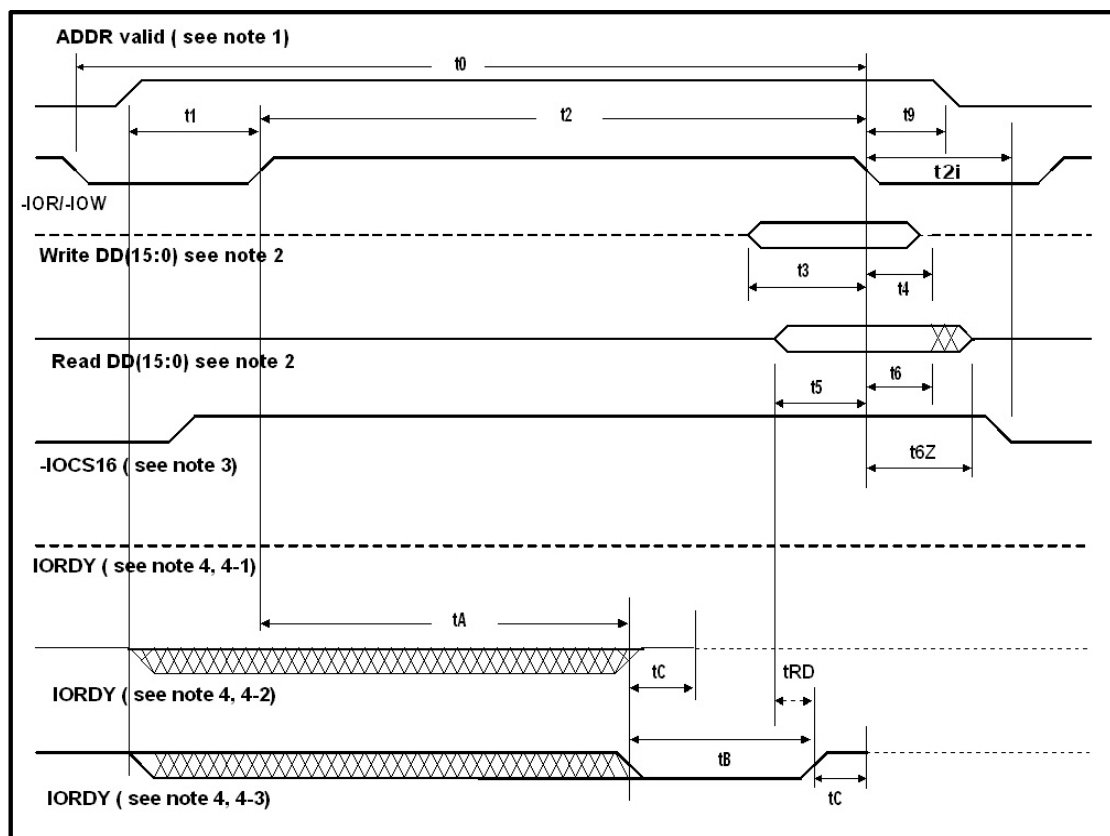 ADDR valid ( see note 1)
t0
t1
t2
t9
t2i
-IOR/-IOW
Write DD(15:0) see note 2
t3
t4
Read DD(15:0) see note 2
t5
t6
-IOCS16 ( see note 3)
t6Z
IORDY ( see note 4, 4-1)
tA
IORDY ( see note 4, 4-2)
tC
tRD
tB
IORDY ( see note 4, 4-3)
tC